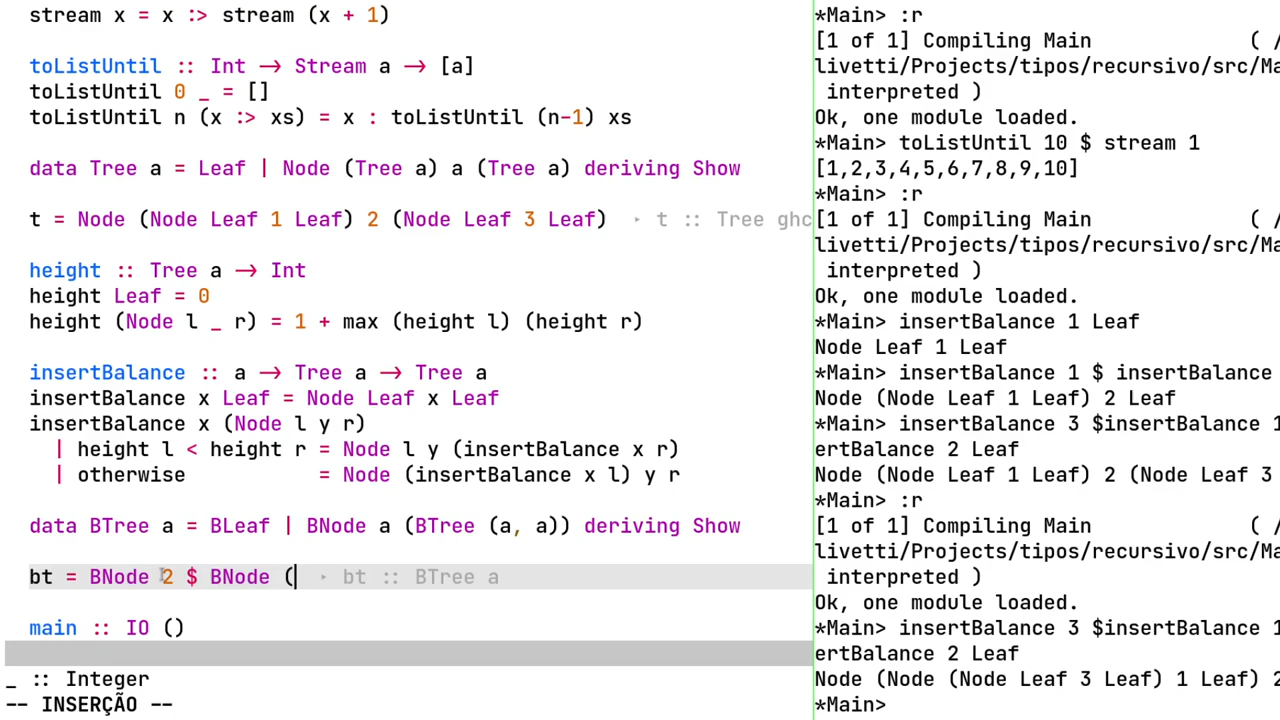 stream x = x :> stream (x + 1)
toListUntil :: Int → Stream a → [a]
toListUntil 0 _ = []
toListUntil n (x :> xs) = x : toListUntil (n-1) xs
data Tree a = Leaf | Node (Tree a) a (Tree a) deriving Show
t = Node (Node Leaf 1 Leaf) 2 (Node Leaf 3 Leaf) ‣ t :: Tree ghc
height :: Tree a → Int
height Leaf = 0
height (Node l _ r) = 1 + max (height l) (height r)
insertBalance :: a → Tree a → Tree a
insertBalance x Leaf = Node Leaf x Leaf
insertBalance x (Node l y r)
| height l < height r = Node l y (insertBalance x r)
| otherwise = Node (insertBalance x l) y r
data BTree a = BLeaf | BNode a (BTree (a, a)) deriving Show
bt = BNode 2 $ BNode ( ‣ bt :: BTree a
main :: IO ()
_ :: Integer
-- INSERÇÃO --
*Main> :r
[1 of 1] Compiling Main ( /
livetti/Projects/tipos/recursivo/src/Ma
interpreted )
Ok, one module loaded.
*Main> toListUntil 10 $ stream 1
[1,2,3,4,5,6,7,8,9,10]
*Main> :r
[1 of 1] Compiling Main ( /
livetti/Projects/tipos/recursivo/src/Ma
interpreted )
Ok, one module loaded.
*Main> insertBalance 1 Leaf
Node Leaf 1 Leaf
*Main> insertBalance 1 $ insertBalance
Node (Node Leaf 1 Leaf) 2 Leaf
*Main> insertBalance 3 $insertBalance 1
ertBalance 2 Leaf
Node (Node Leaf 1 Leaf) 2 (Node Leaf 3
*Main> :r
[1 of 1] Compiling Main ( /
livetti/Projects/tipos/recursivo/src/Ma
interpreted )
Ok, one module loaded.
*Main> insertBalance 3 $insertBalance 1
ertBalance 2 Leaf
Node (Node (Node Leaf 3 Leaf) 1 Leaf) 2
*Main>